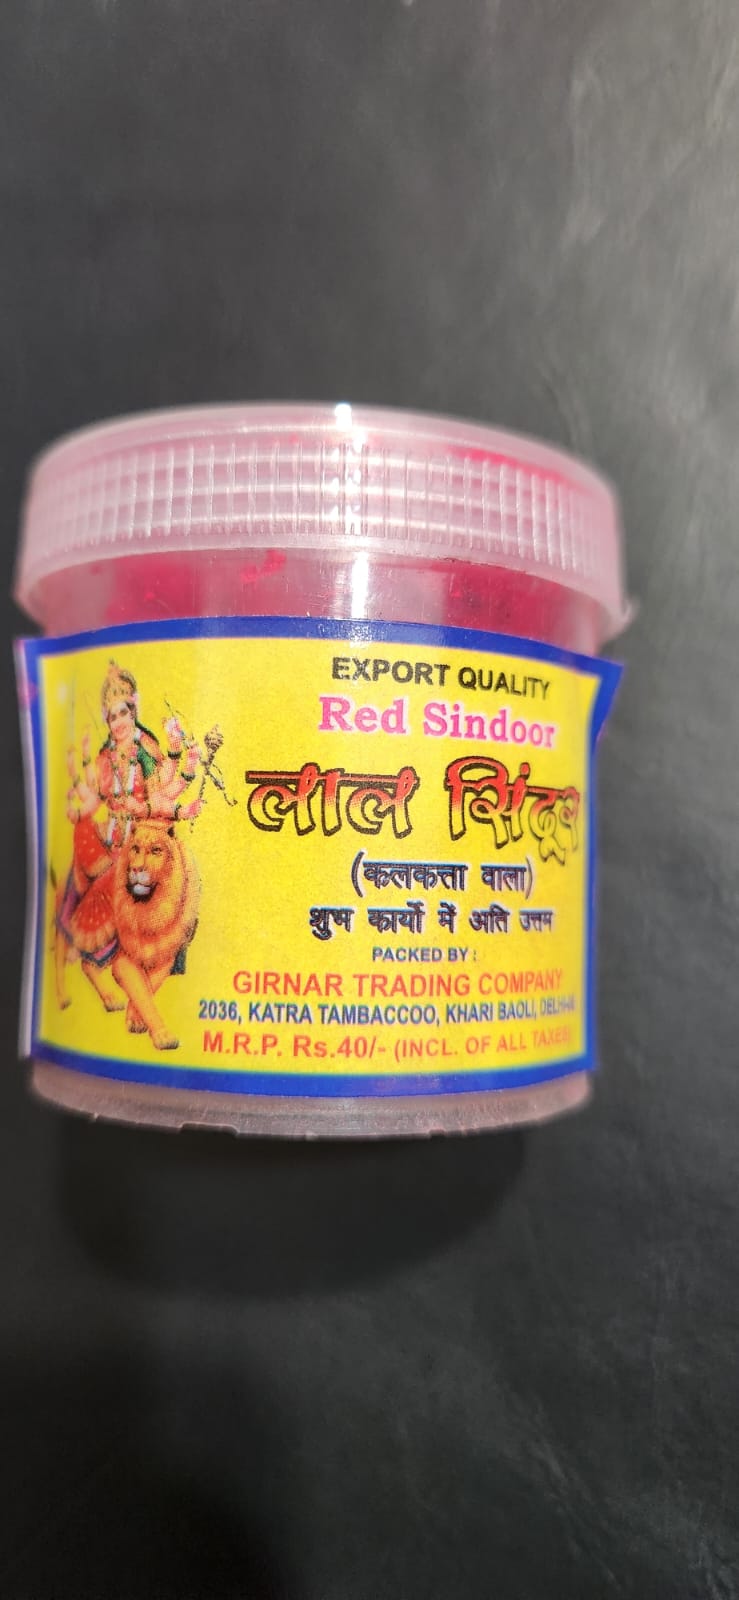 EXPORT QUALITY
Red Sindoor
लाल सिंदूर
(कलकत्ता वाला)
शुभ कार्यो में अति उत्तम
PACKED BY :
GIRNAR TRADING COMPANY
2036, KATRA TAMBACCOO, KHARI BAOLI,
M.R.P. Rs.40/- (INCL. OF ALL TAXES)